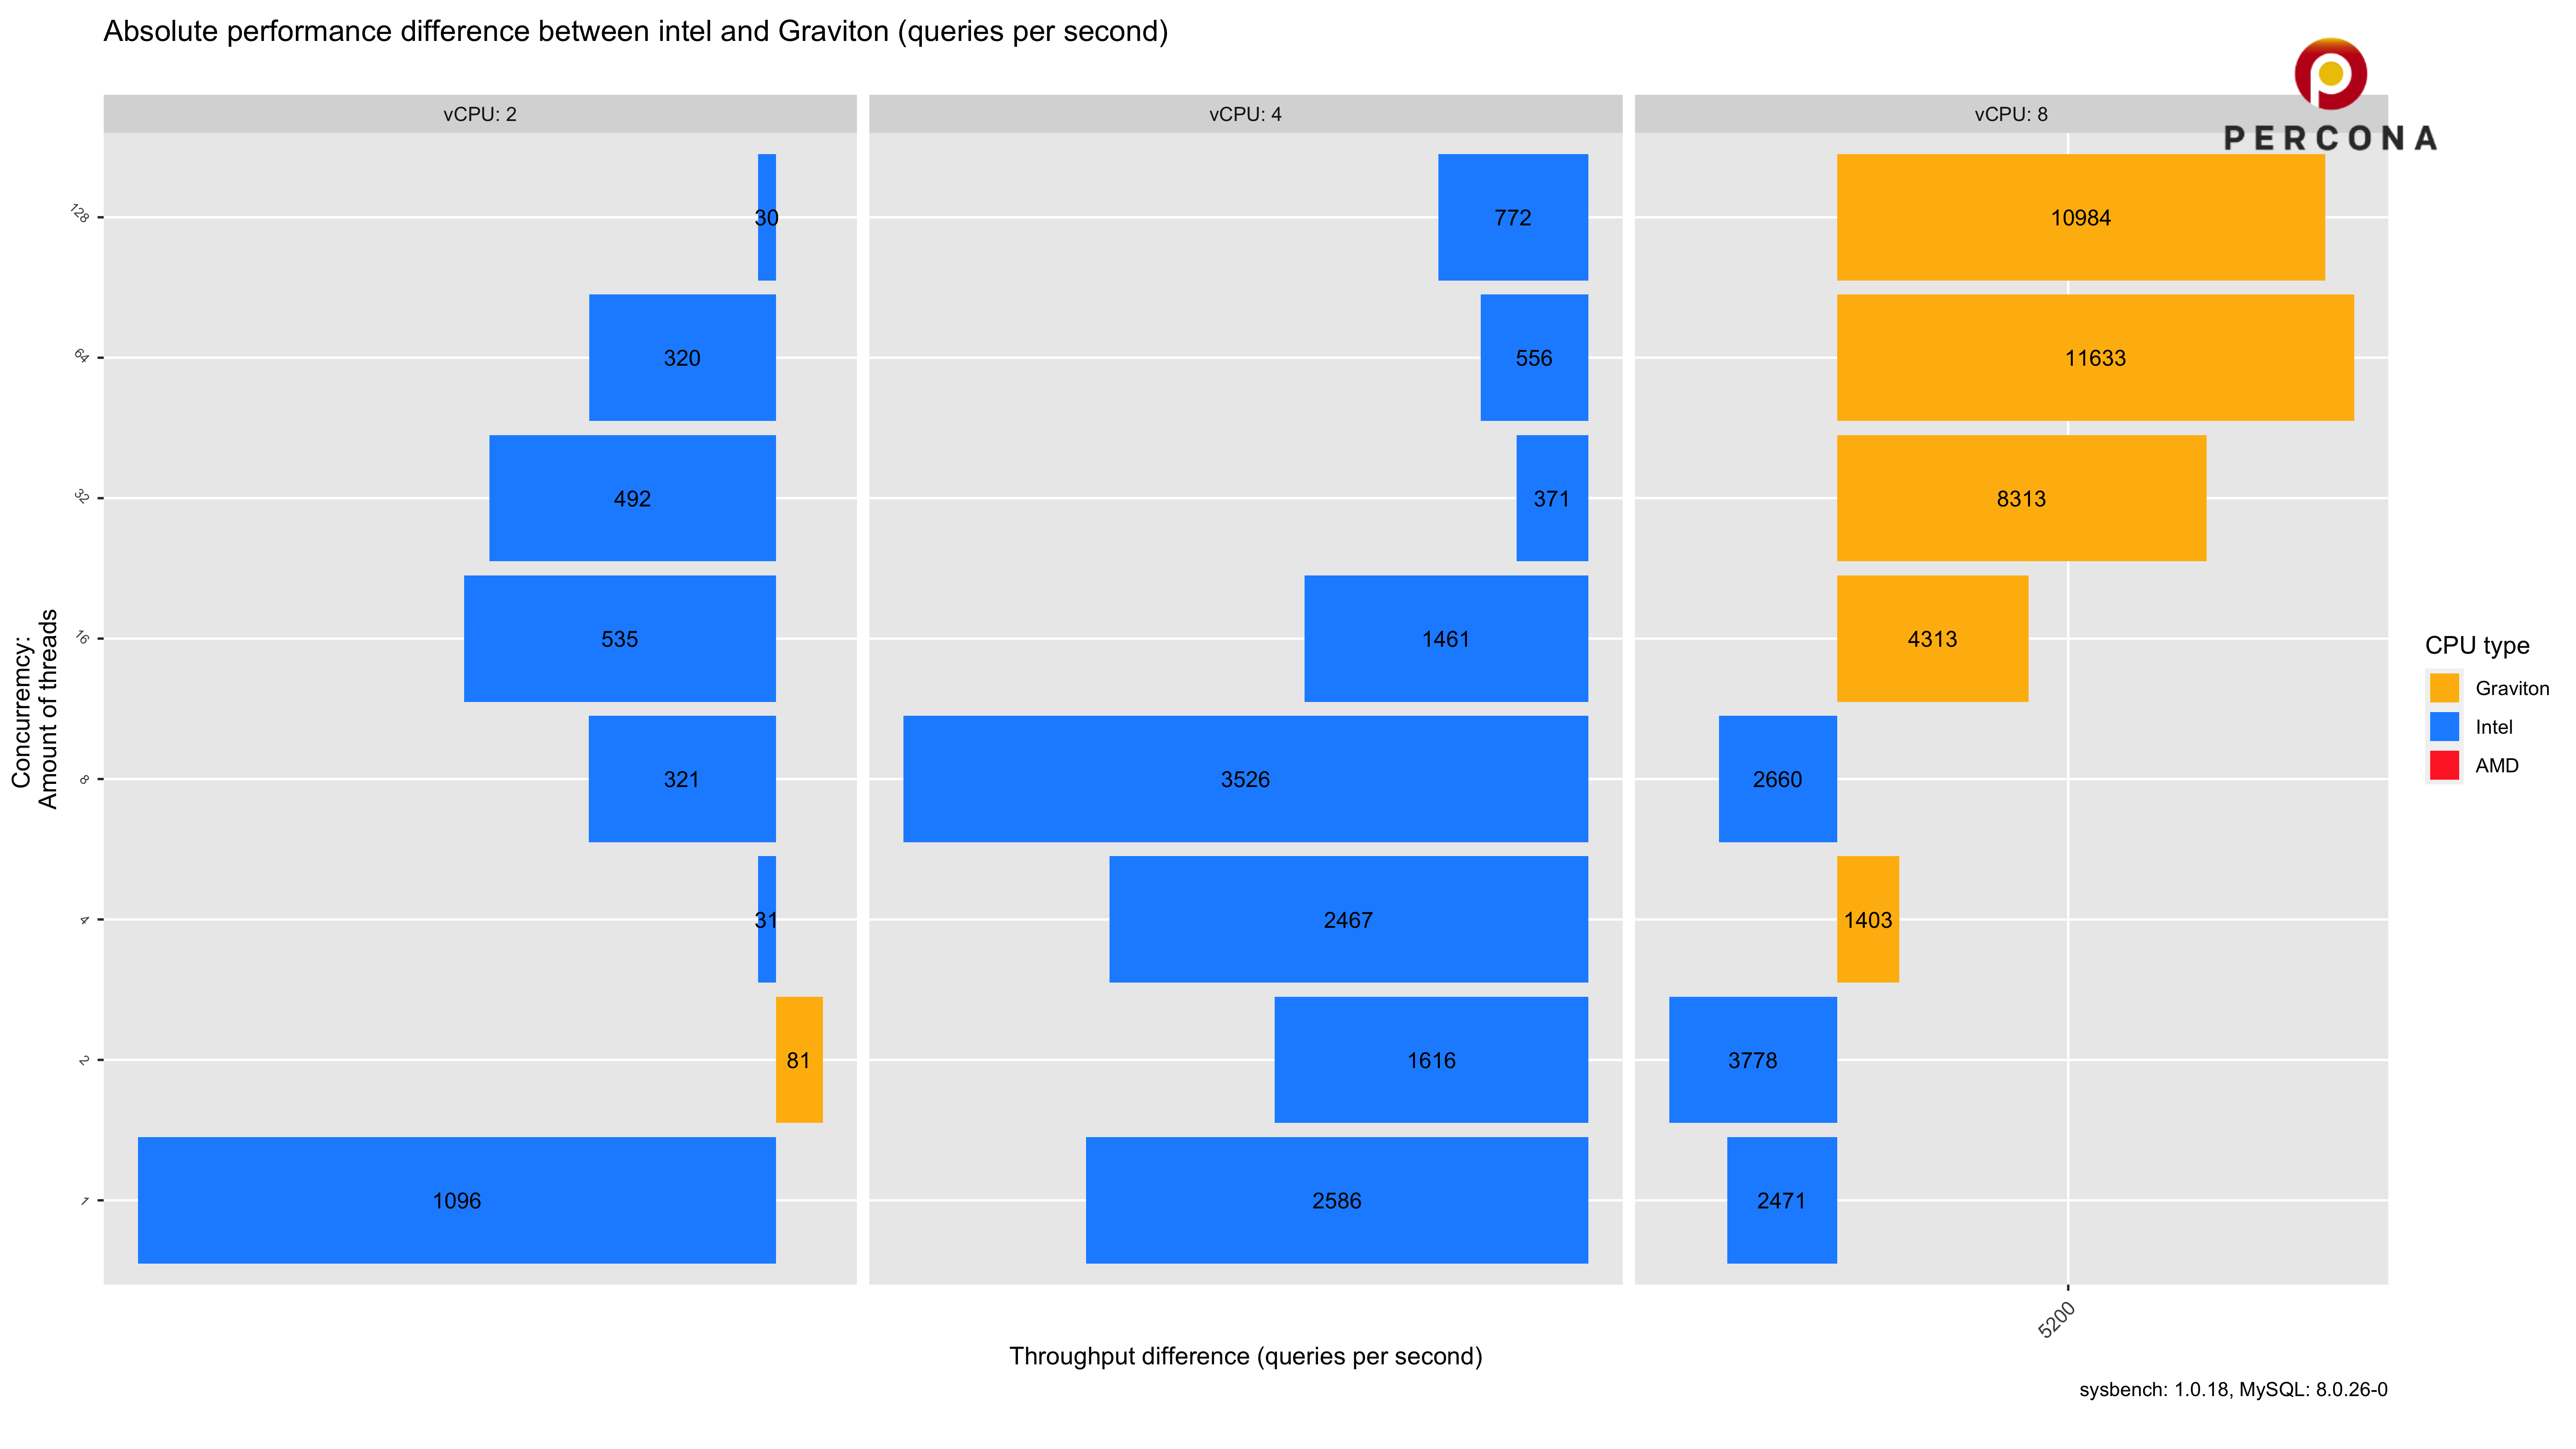 Absolute performance difference between intel and Graviton (queries per second)
PERCONA
vCPU: 2
vCPU: 4
vCPU: 8
128
30
772
10984
64
320
556
11633
32
492
371
8313
16
535
1461
4313
8
321
3526
2660
4
31
2467
1403
2
81
1616
3778
1
1096
2586
2471
Concurremcy:
Amount of threads
5200
Throughput difference (queries per second)
CPU type
Graviton
Intel
AMD
sysbench: 1.0.18, MySQL: 8.0.26-0